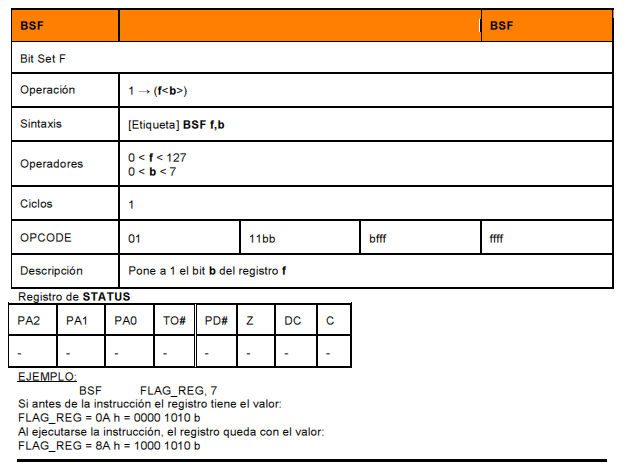 BSF BSF
Bit Set F
Operación 1 → (f<b>)
Sintaxis [Etiqueta] BSF f,b
Operadores 0 < f < 127
0 < b < 7
Ciclos 1
OPCODE 01 11bb bfff ffff
Descripción Pone a 1 el bit b del registro f
Registro de STATUS
PA2 PA1 PA0 TO# PD# Z DC C
- - - - - - - -
EJEMPLO:
BSF FLAG_REG, 7
Si antes de la instrucción el registro tiene el valor:
FLAG_REG = 0A h = 0000 1010 b
Al ejecutarse la instrucción, el registro queda con el valor:
FLAG_REG = 8A h = 1000 1010 b